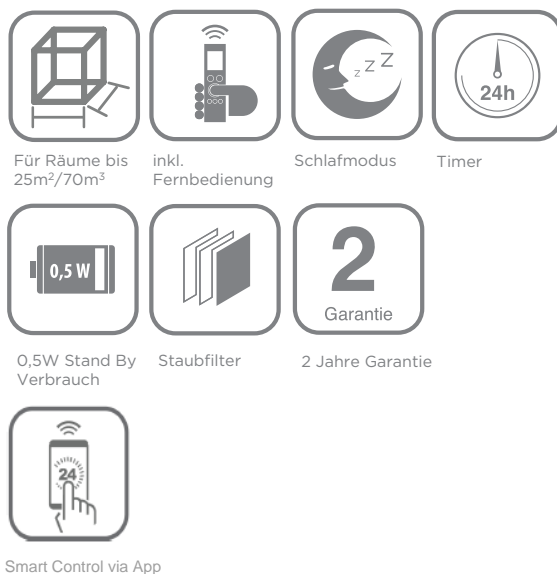 z z Z
24h
Für Räume bis
25m²/70m³
inkl.
Fernbedienung
Schlafmodus
Timer
0,5 W
2
Garantie
0,5W Stand By
Verbrauch
Staubfilter
2 Jahre Garantie
24
Smart Control via App